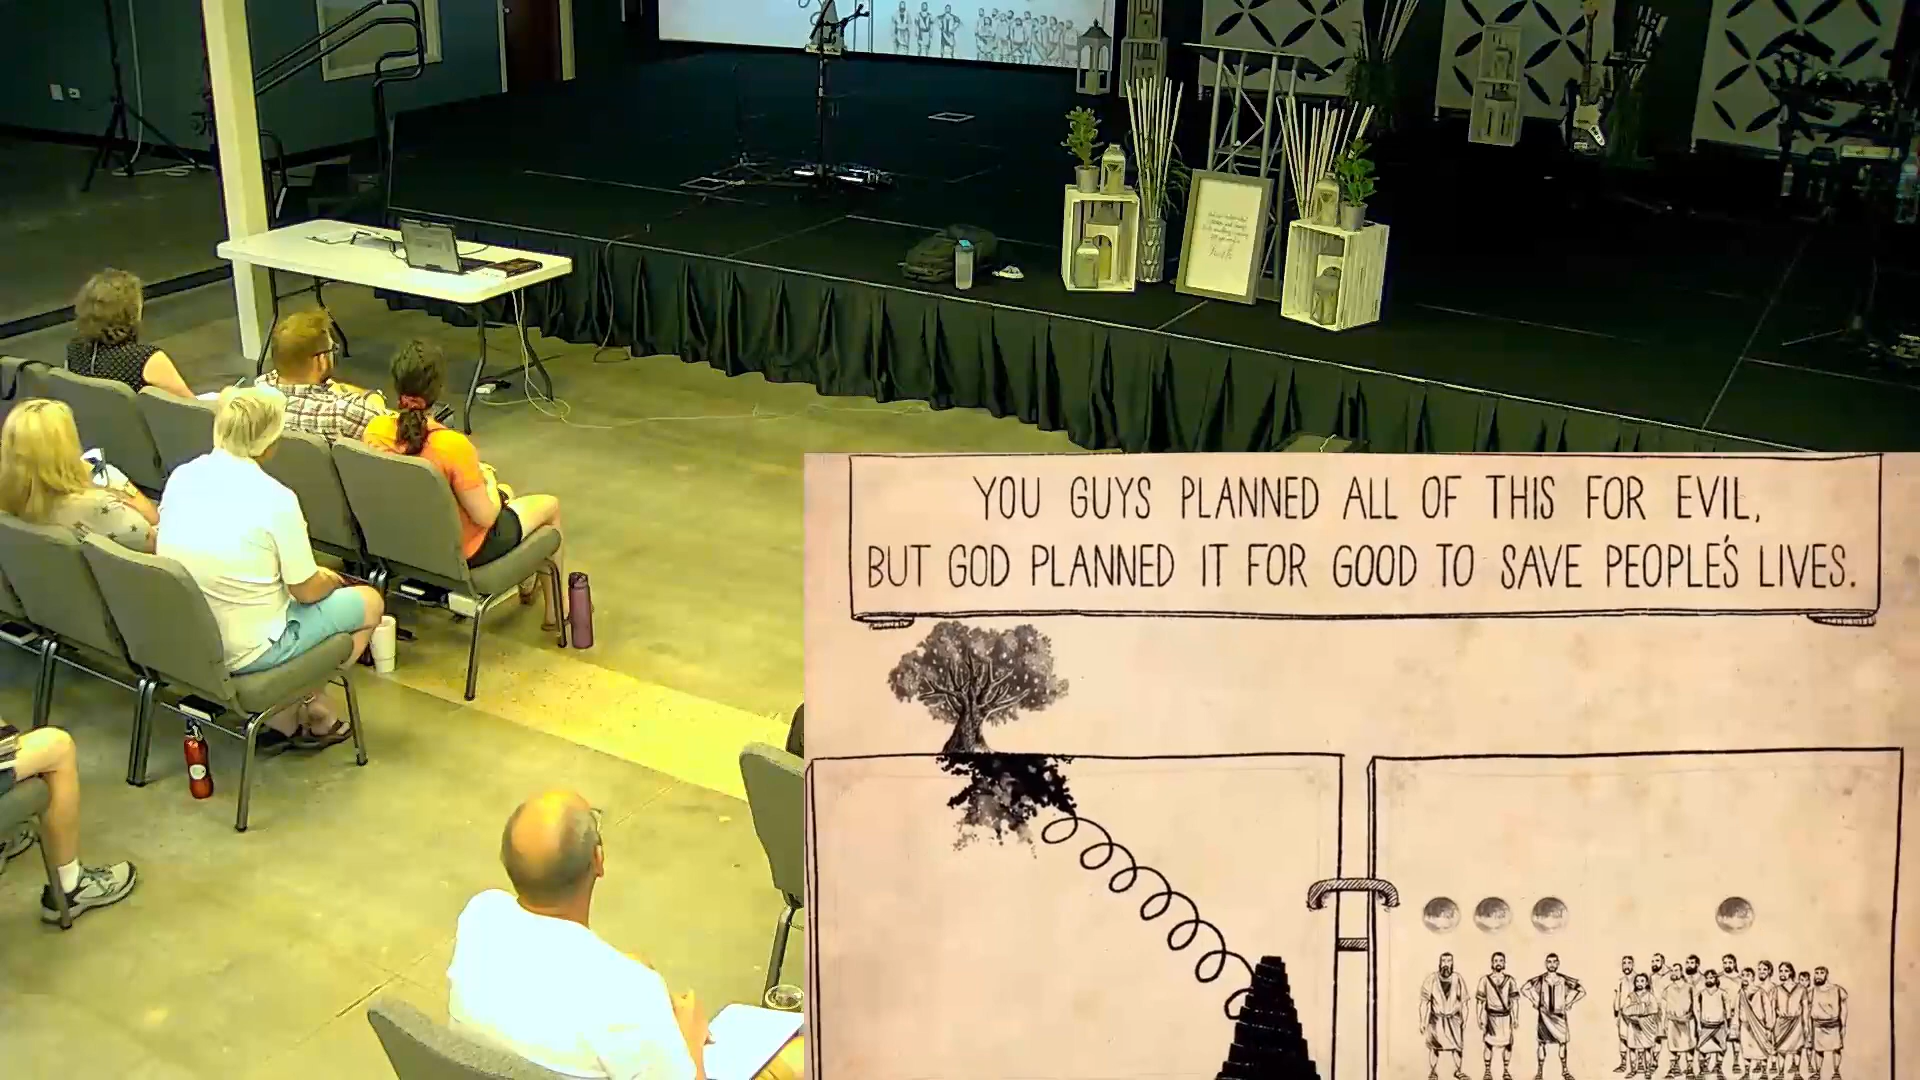 YOU GUYS PLANNED ALL OF THIS FOR EVIL,
BUT GOD PLANNED IT FOR GOOD TO SAVE PEOPLE'S LIVES.